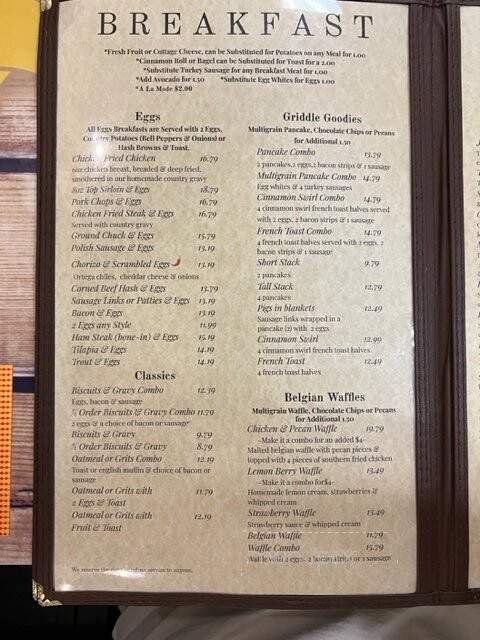 BREAKFAST
*Fresh Fruit or Cottage Cheese, can be Substituted for Potatoes on any Meal for 1.00
*Cinnamon Roll or Bagel can be Substituted for Toast for a 2.00
*Substitute Turkey Sausage for any Breakfast Meat for 1.00
*Add Avocado for 1.50 *Substitute Egg Whites for Eggs 1.00
*A La Mode $2.00
Eggs
All Eggs Breakfasts are Served with 2 Eggs,
Country Potatoes (Bell Peppers & Onions) or
Hash Browns & Toast.
Chicken Fried Chicken 16.79
6oz chicken breast, breaded & deep fried,
smothered in our homemade country gravy
8oz Top Sirloin & Eggs 18.79
Pork Chops & Eggs 16.79
Chicken Fried Steak & Eggs 16.79
Served with country gravy
Ground Chuck & Eggs 15.79
Polish Sausage & Eggs 13.19
Chorizo & Scrambled Eggs 13.19
Ortega chiles, cheddar cheese & onions
Corned Beef Hash & Eggs 13.79
Sausage Links or Patties & Eggs 13.19
Bacon & Eggs 13.19
2 Eggs any Style 11.99
Ham Steak (bone-in) & Eggs 15.19
Tilapia & Eggs 14.19
Trout & Eggs 14.19
Classics
Biscuits & Gravy Combo 12.39
Eggs, bacon & sausage
½ Order Biscuits & Gravy Combo 11.79
2 eggs & a choice of bacon or sausage
Biscuits & Gravy 9.79
½ Order Biscuits & Gravy 8.79
Oatmeal or Grits Combo 12.19
Toast or english muffin & choice of bacon or
sausage
Oatmeal or Grits with 11.79
2 Eggs & Toast
Oatmeal or Grits with 12.19
Fruit & Toast
We reserve the right to refuse service to anyone.
Griddle Goodies
Multigrain Pancake, Chocolate Chips or Pecans
for Additional 1.50
Pancake Combo 13.79
2 pancakes,2 eggs,2 bacon strips & 1 sausage
Multigrain Pancake Combo 14.79
Egg whites & 4 turkey sausages
Cinnamon Swirl Combo 14.79
4 cinnamon swirl french toast halves served
with 2 eggs, 2 bacon strips & 1 sausage
French Toast Combo 14.79
4 french toast halves served with 2 eggs, 2
bacon strips & 1 sausage
Short Stack 9.79
2 pancakes
Tall Stack 12.79
4 pancakes
Pigs in blankets 12.49
Sausage links wrapped in a
pancake (2) with 2 eggs
Cinnamon Swirl 12.99
4 cinnamon swirl french toast halves
French Toast 12.49
4 french toast halves
Belgian Waffles
Multigrain Waffle, Chocolate Chips or Pecans
for Additional 1.50
Chicken & Pecan Waffle 19.79
-Make it a combo for an added $4-
Malted belgian waffle with pecan pieces &
topped with 4 pieces of southern fried chicken
Lemon Berry Waffle 13.49
-Make it a combo for$4-
Homemade lemon cream, strawberries &
whipped cream
Strawberry Waffle 13.49
Strawberry sauce & whipped cream
Belgian Waffle 11.79
Waffle Combo 15.79
Waffle with 2 eggs, 2 bacon strips or 1 sausage